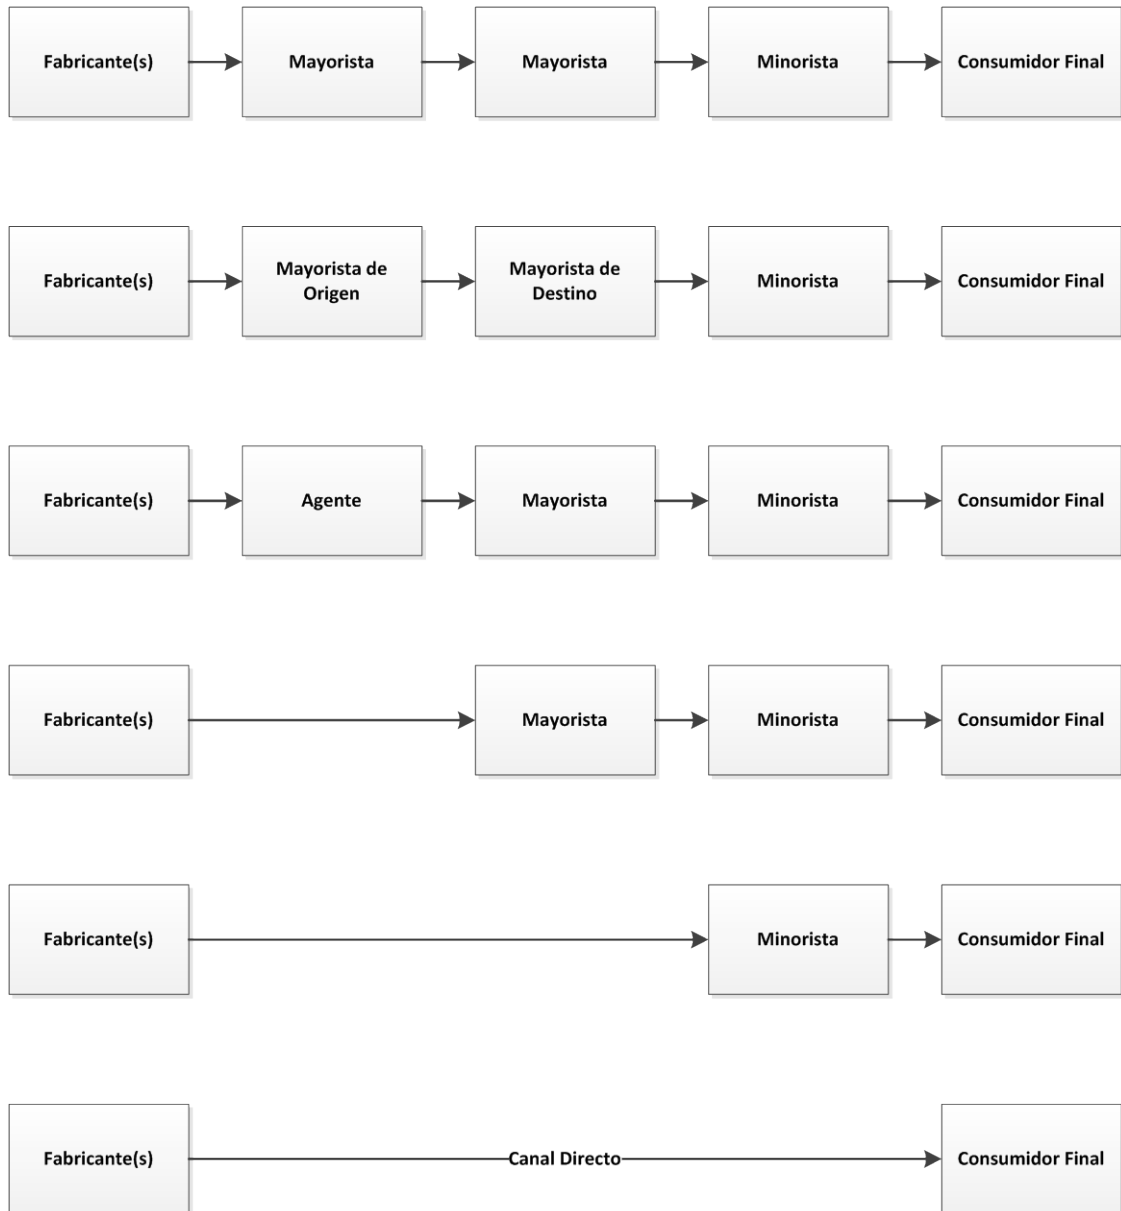 Fabricante(s)
Mayorista
Mayorista
Minorista
Consumidor Final
Fabricante(s)
Mayorista de
Origen
Mayorista de
Destino
Minorista
Consumidor Final
Fabricante(s)
Agente
Mayorista
Minorista
Consumidor Final
Fabricante(s)
Mayorista
Minorista
Consumidor Final
Fabricante(s)
Minorista
Consumidor Final
Fabricante(s)
Canal Directo
Consumidor Final